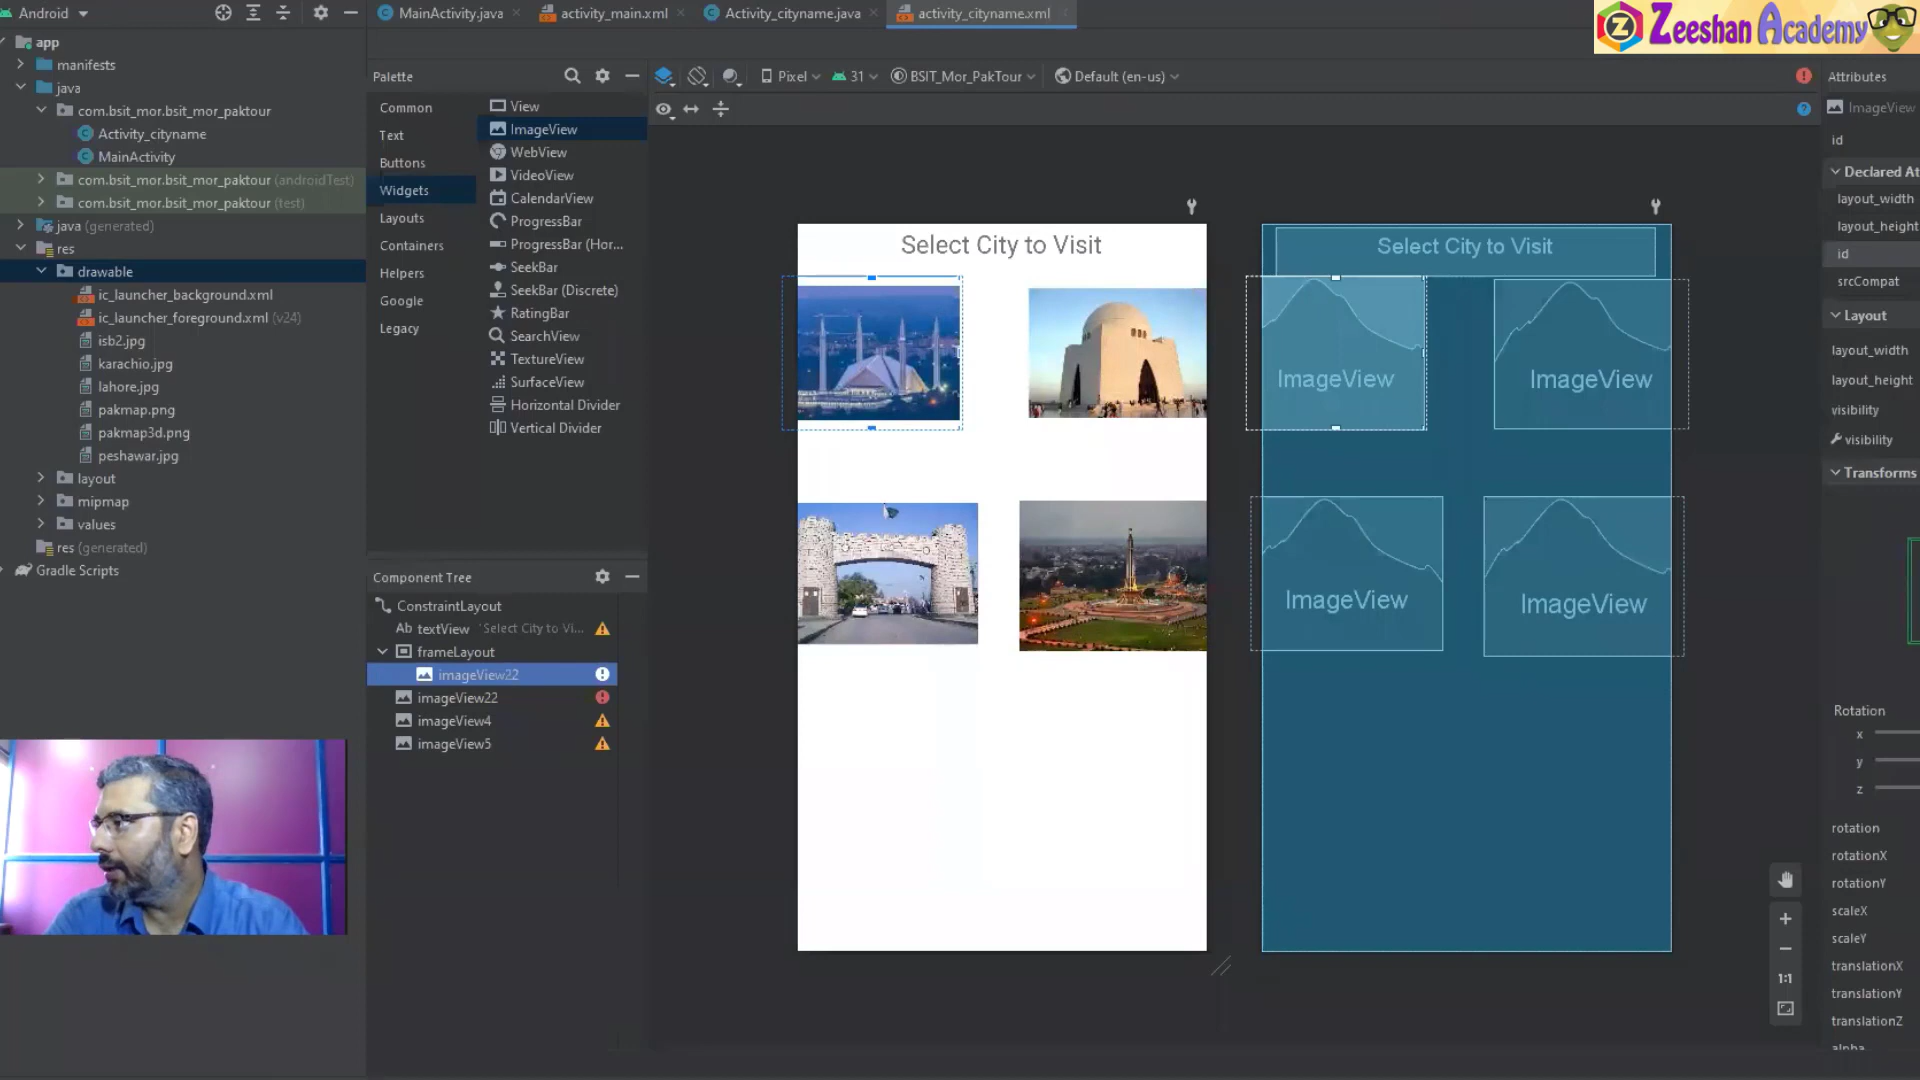 Android
MainActivity.java
activity_main.xml
Activity_cityname.java
activity_cityname.xml
Zeeshan Academy
app
manifests
java
com.bsit_mor.bsit_mor_paktour
Activity_cityname
MainActivity
com.bsit_mor.bsit_mor_paktour (androidTest)
com.bsit_mor.bsit_mor_paktour (test)
java (generated)
res
drawable
ic_launcher_background.xml
ic_launcher_foreground.xml (v24)
isb2.jpg
karachio.jpg
lahore.jpg
pakmap.png
pakmap3d.png
peshawar.jpg
layout
mipmap
values
res (generated)
Gradle Scripts
Palette
Common
Text
Buttons
Widgets
Layouts
Containers
Helpers
Google
Legacy
View
ImageView
WebView
VideoView
CalendarView
ProgressBar
ProgressBar (Hor...
SeekBar
SeekBar (Discrete)
RatingBar
SearchView
TextureView
SurfaceView
Horizontal Divider
Vertical Divider
Component Tree
ConstraintLayout
Ab textView 'Select City to Vi...
frameLayout
imageView22
imageView22
imageView4
imageView5
Pixel
31
BSIT_Mor_PakTour
Default (en-us)
Select City to Visit
Select City to Visit
ImageView
ImageView
ImageView
ImageView
1:1
Attributes
ImageView
id
Declared At
layout_width
layout_height
id
srcCompat
Layout
layout_width
layout_height
visibility
visibility
Transforms
Rotation
x
y
z
rotation
rotationX
rotationY
scaleX
scaleY
translationX
translationY
translationZ
alpha